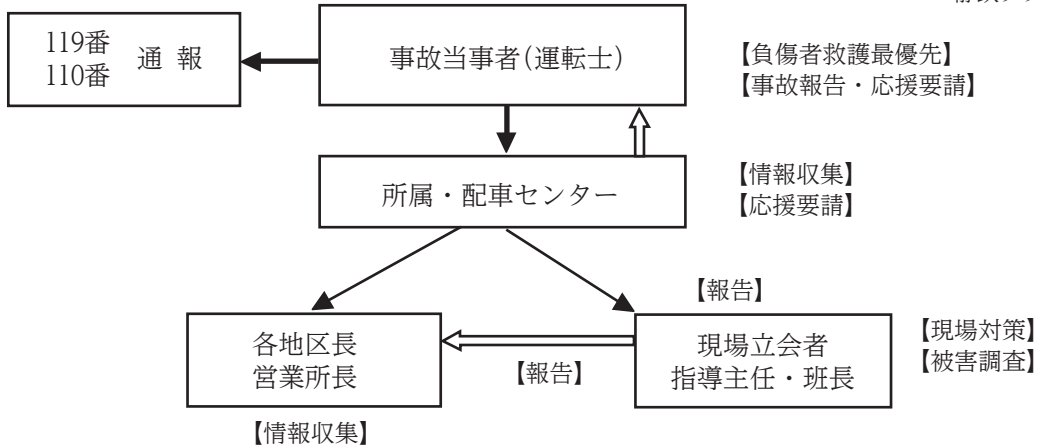 119番
110番
通 報
事故当事者(運転士)
【負傷者救護最優先】
【事故報告・応援要請】
所属・配車センター
【情報収集】
【応援要請】
【報告】
各地区長
営業所長
【報告】
現場立会者
指導主任・班長
【現場対策】
【被害調査】
【情報収集】